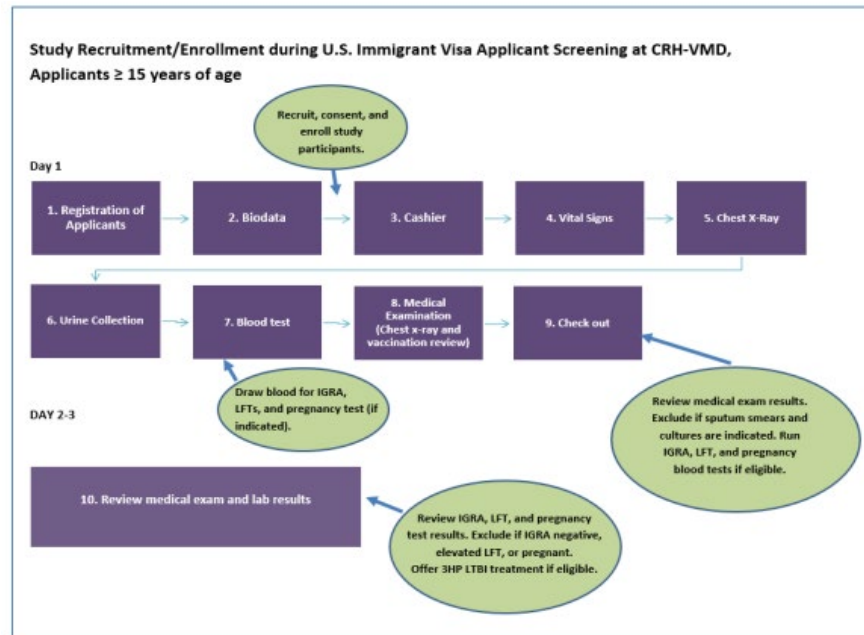 Study Recruitment/Enrollment during U.S. Immigrant Visa Applicant Screening at CRH-VMD,
Applicants ≥ 15 years of age
Recruit, consent, and
enroll study
participants.
Day 1
1. Registration of
Applicants
2. Biodata
3. Cashier
4. Vital Signs
5. Chest X-Ray
6. Urine Collection
7. Blood test
8. Medical
Examination
(Chest x-ray and
vaccination review)
9. Check out
Draw blood for IGRA,
LFTs, and pregnancy test (if
indicated).
Review medical exam results.
Exclude if sputum smears and
cultures are indicated. Run
IGRA, LFT, and pregnancy
blood tests if eligible.
DAY 2-3
10. Review medical exam and lab results
Review IGRA, LFT, and pregnancy
test results. Exclude if IGRA negative,
elevated LFT, or pregnant.
Offer 3HP LTBI treatment if eligible.